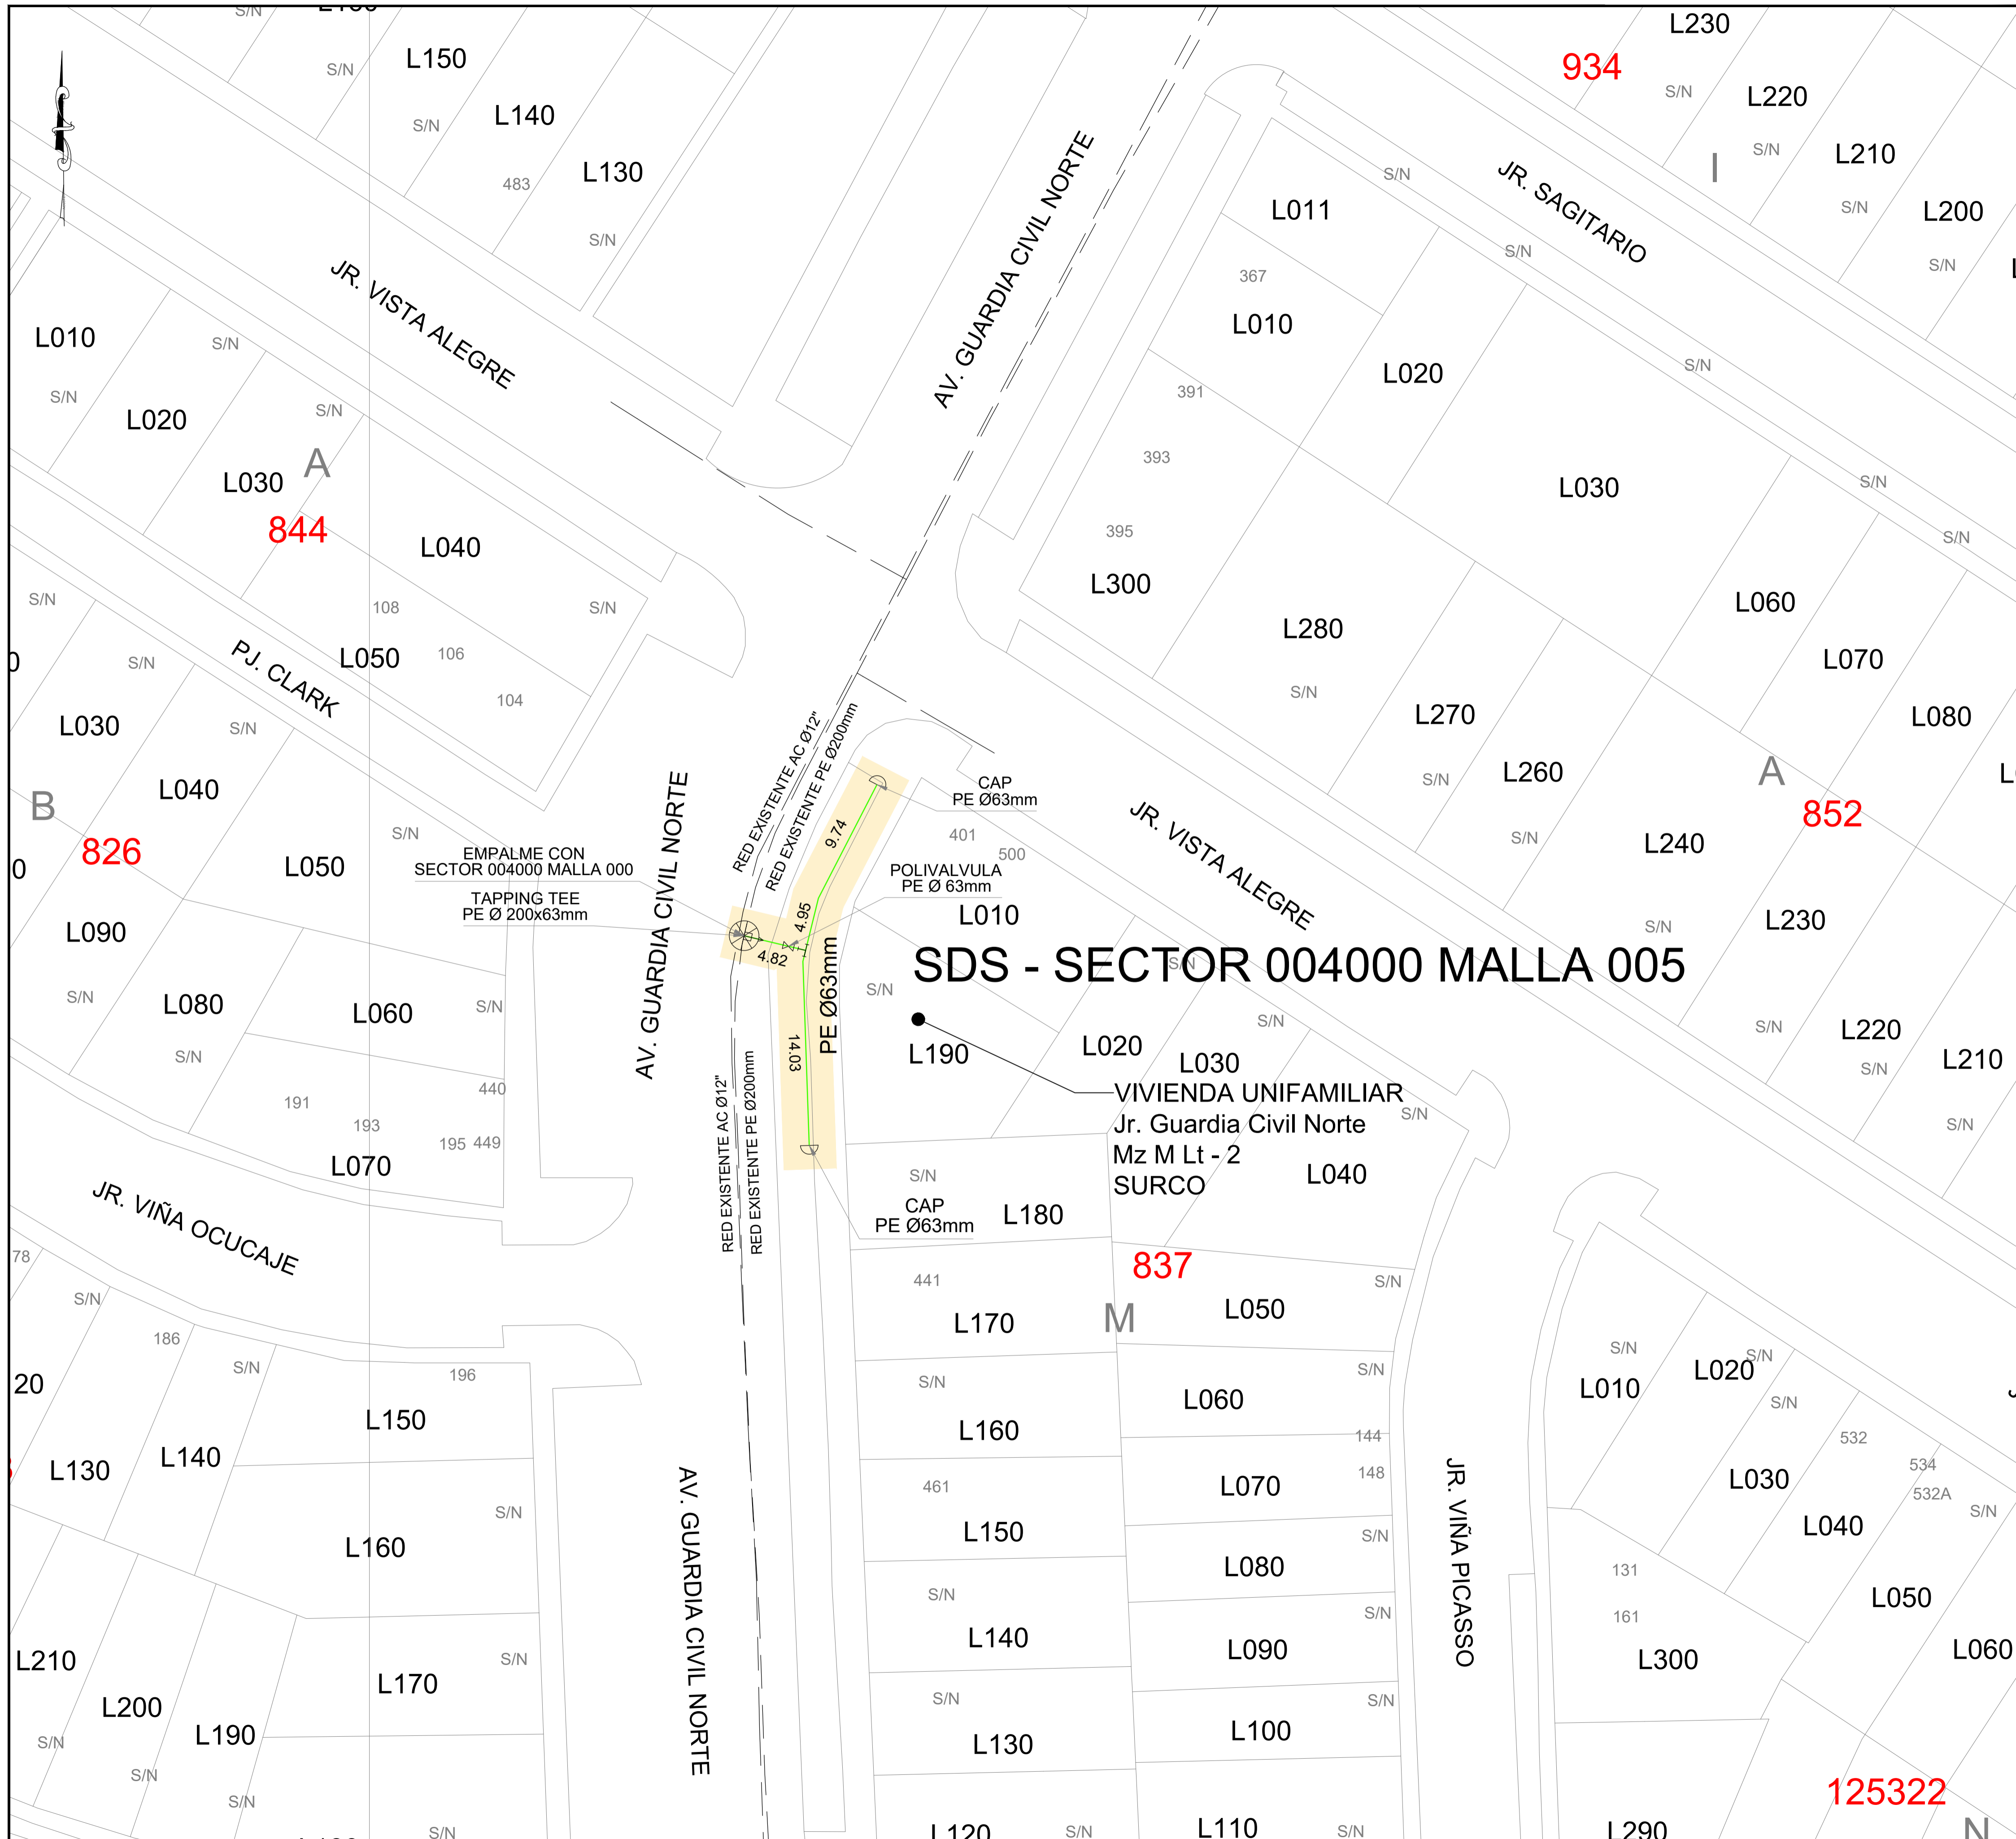 S/N
L150
S/N
L140
S/N
L130
483
S/N
JR. VISTA ALEGRE
AV. GUARDIA CIVIL NORTE
934
L230
S/N
L220
S/N
L210
I
S/N
L200
S/N
JR. SAGITARIO
S/N
S/N
S/N
S/N
S/N
L011
367
L010
391
393
395
L300
L020
L030
L280
S/N
L270
S/N
L260
S/N
L060
L070
L080
A
852
L240
S/N
L230
S/N
L220
S/N
L210
S/N
L010
S/N
S/N
L020
S/N
L030
A
844
L040
S/N
108
106
104
L050
PJ. CLARK
S/N
S/N
L030
S/N
L040
B
826
S/N
L050
L090
S/N
L080
S/N
L060
S/N
191
193
195
440
449
L070
JR. VIÑA OCUCAJE
AV. GUARDIA CIVIL NORTE
RED EXISTENTE AC Ø12"
RED EXISTENTE PE Ø200mm
EMPALME CON
SECTOR 004000 MALLA 000
TAPPING TEE
PE Ø 200x63mm
CAP
PE Ø63mm
9.74
4.95
4.82
14.03
PE Ø63mm
POLIVALVULA
PE Ø 63mm
401
500
L010
JR. VISTA ALEGRE
SDS - SECTOR 004000 MALLA 005
S/N
S/N
L190
L020
S/N
L030
VIVIENDA UNIFAMILIAR
Jr. Guardia Civil Norte
Mz M Lt - 2
SURCO
S/N
L040
RED EXISTENTE AC Ø12"
RED EXISTENTE PE Ø200mm
S/N
CAP
PE Ø63mm
L180
837
M
441
L170
S/N
L050
S/N
L160
S/N
L060
144
461
L150
148
L070
S/N
L140
S/N
L080
S/N
L090
S/N
L130
S/N
L100
L120
S/N
L110
S/N
JR. VIÑA PICASSO
AV. GUARDIA CIVIL NORTE
78
S/N
186
S/N
196
20
L130
L140
L150
S/N
L160
L210
S/N
L200
S/N
L190
S/N
S/N
L170
S/N
S/N
L010
S/N
L020
S/N
L030
532
534
532A
S/N
L040
131
161
L050
L300
L060
125322
N
L290